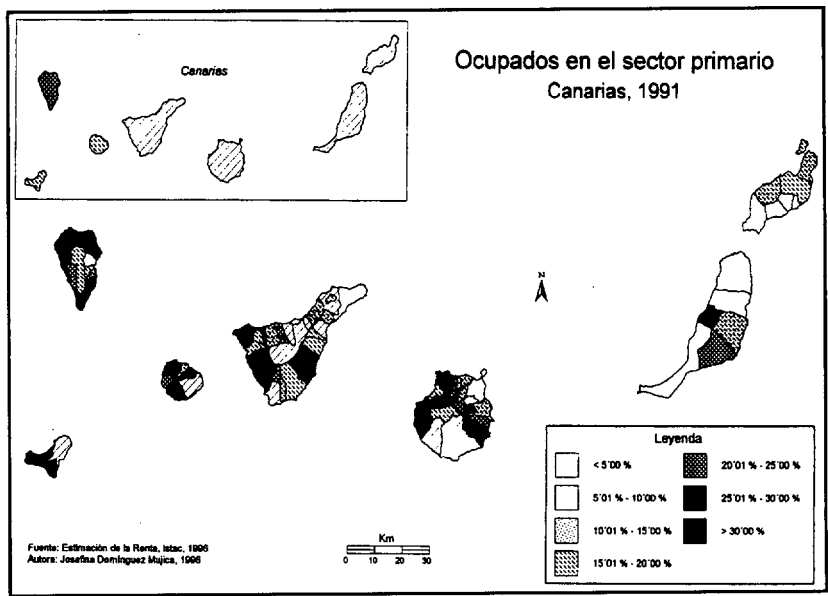 Canarias
Ocupados en el sector primario
Canarias, 1991
N
Leyenda
< 5'00 %
5'01 % - 10'00 %
10'01 % - 15'00 %
15'01 % - 20'00 %
20'01 % - 25'00 %
25'01 % - 30'00 %
> 30'00 %
Km
0 10 20 30
Fuente: Estimación de la Renta, Istac, 1996
Autora: Josefina Domínguez Mujica, 1996